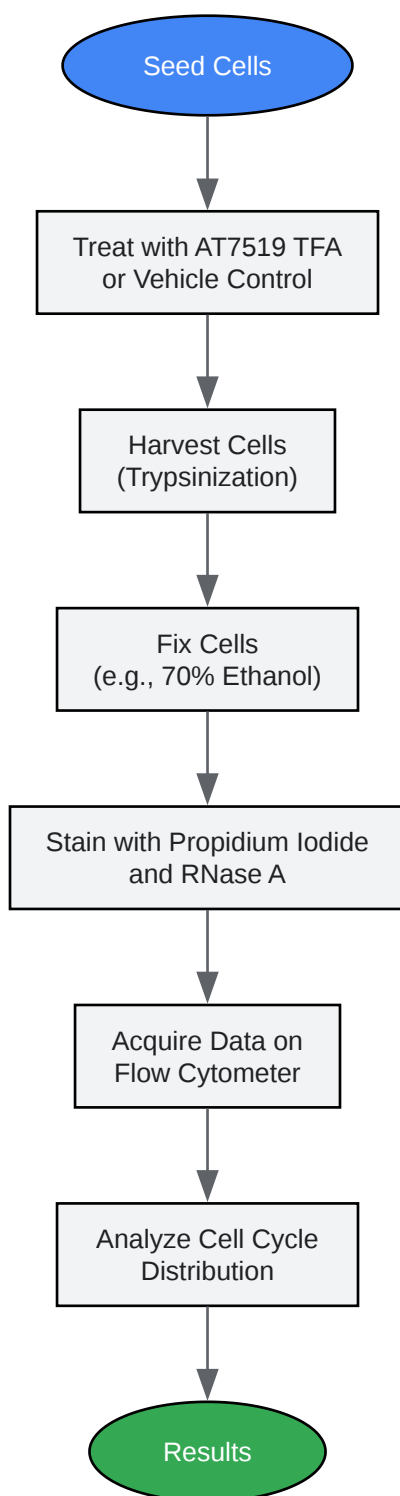 Seed Cells
Treat with AT7519 TFA
or Vehicle Control
Harvest Cells
(Trypsinization)
Fix Cells
(e.g., 70% Ethanol)
Stain with Propidium Iodide
and RNase A
Acquire Data on
Flow Cytometer
Analyze Cell Cycle
Distribution
Results